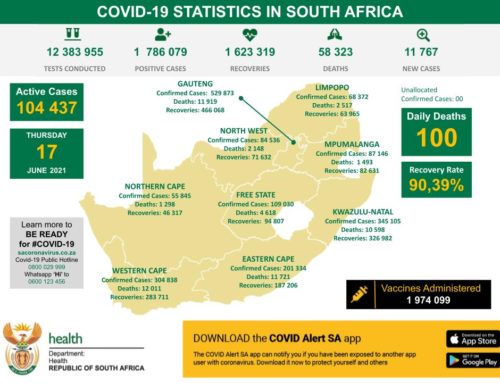 COVID-19 STATISTICS IN SOUTH AFRICA
12 383 955
TESTS CONDUCTED
1 786 079
POSITIVE CASES
1 623 319
RECOVERIES
58 323
DEATHS
11 767
NEW CASES
Active Cases
104 437
THURSDAY
17
JUNE 2021
GAUTENG
Confirmed Cases: 529 873
Deaths: 11 919
Recoveries: 466 068
LIMPOPO
Confirmed Cases: 68 372
Deaths: 2 517
Recoveries: 63 965
Unallocated
Confirmed Cases: 00
Daily Deaths
100
Recovery Rate
90,39%
NORTH WEST
Confirmed Cases: 84 536
Deaths: 2 148
Recoveries: 71 632
MPUMALANGA
Confirmed Cases: 87 146
Deaths: 1 493
Recoveries: 82 631
NORTHERN CAPE
Confirmed Cases: 55 845
Deaths: 1 298
Recoveries: 46 317
FREE STATE
Confirmed Cases: 109 030
Deaths: 4 618
Recoveries: 94 807
KWAZULU-NATAL
Confirmed Cases: 345 105
Deaths: 10 598
Recoveries: 326 982
WESTERN CAPE
Confirmed Cases: 304 838
Deaths: 12 011
Recoveries: 283 711
EASTERN CAPE
Confirmed Cases: 201 334
Deaths: 11 721
Recoveries: 187 206
Learn more to
BE READY
for #COVID-19
sacoronavirus.co.za
Covid-19 Public Hotline
0800 029 999
Whatsapp 'Hi' to
0600 123 456
Vaccines Administered
1 974 099
health
Department:
Health
REPUBLIC OF SOUTH AFRICA
DOWNLOAD the COVID Alert SA app
The COVID Alert SA app can notify you if you have been exposed to another app
user with coronavirus. Download it now to protect yourself and others
Download on the
App Store
GET IT ON
Google Play